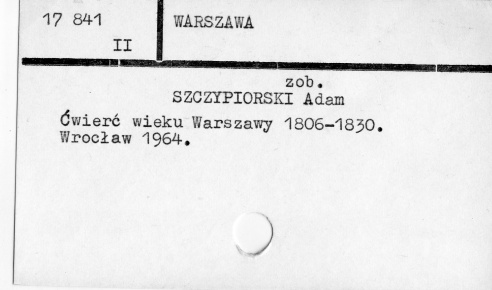 17 841
II
WARSZAWA
zob.
SZCZYPIORSKI Adam
Ćwierć wieku Warszawy 1806-1830.
Wrocław 1964.